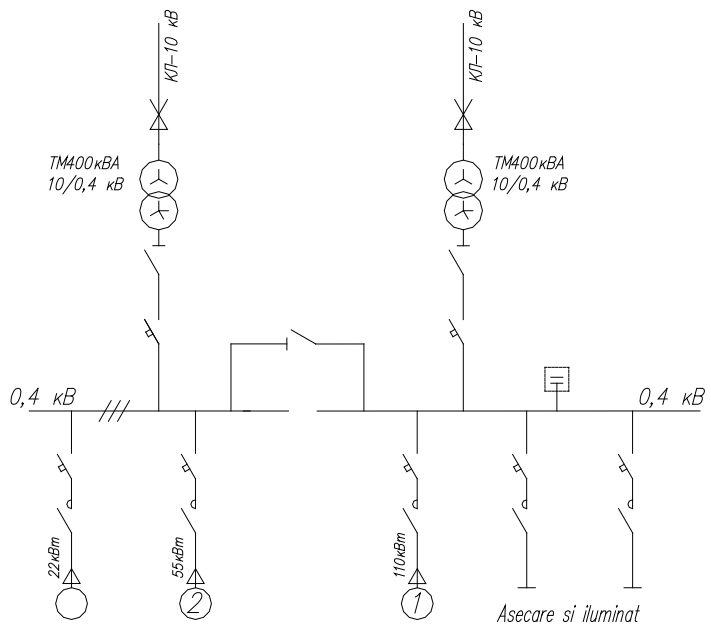 КЛ-10 кВ
КЛ-10 кВ
ТМ400кВА
10/0,4 кВ
ТМ400кВА
10/0,4 кВ
0,4 кВ
0,4 кВ
22кВт
55кВт
110кВт
2
1
Asecare si iluminat